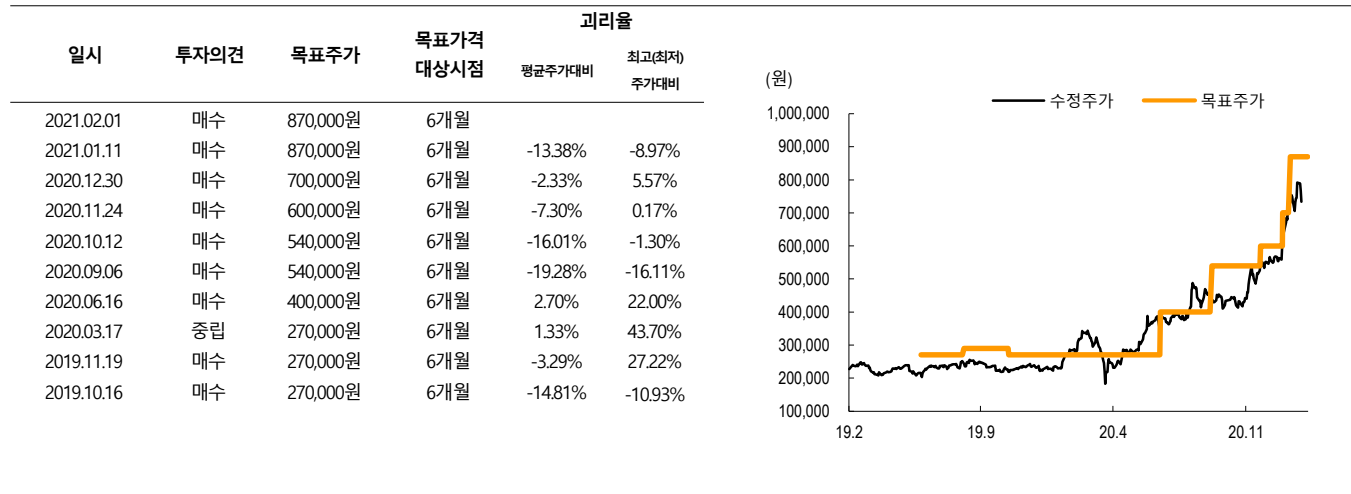 괴리율
일시 투자의견 목표주가 목표가격 대상시점 평균주가대비 최고(최저) 주가대비
2021.02.01 매수 870,000원 6개월
2021.01.11 매수 870,000원 6개월 -13.38% -8.97%
2020.12.30 매수 700,000원 6개월 -2.33% 5.57%
2020.11.24 매수 600,000원 6개월 -7.30% 0.17%
2020.10.12 매수 540,000원 6개월 -16.01% -1.30%
2020.09.06 매수 540,000원 6개월 -19.28% -16.11%
2020.06.16 매수 400,000원 6개월 2.70% 22.00%
2020.03.17 중립 270,000원 6개월 1.33% 43.70%
2019.11.19 매수 270,000원 6개월 -3.29% 27.22%
2019.10.16 매수 270,000원 6개월 -14.81% -10.93%
(원)
수정주가 목표주가
1,000,000
900,000
800,000
700,000
600,000
500,000
400,000
300,000
200,000
100,000
19.2 19.9 20.4 20.11